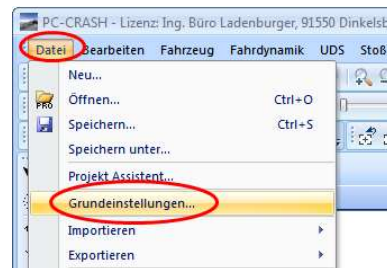 PC-CRASH - Lizenz: Ing. Büro Ladenburger, 91550 Dinkelsb
Datei Bearbeiten Fahrzeug Fahrdynamik UDS Stoß
Neu...
PRO Öffnen... Ctrl+O
Speichern... Ctrl+S
Speichern unter...
Projekt Assistent...
Grundeinstellungen...
Importieren
Exportieren